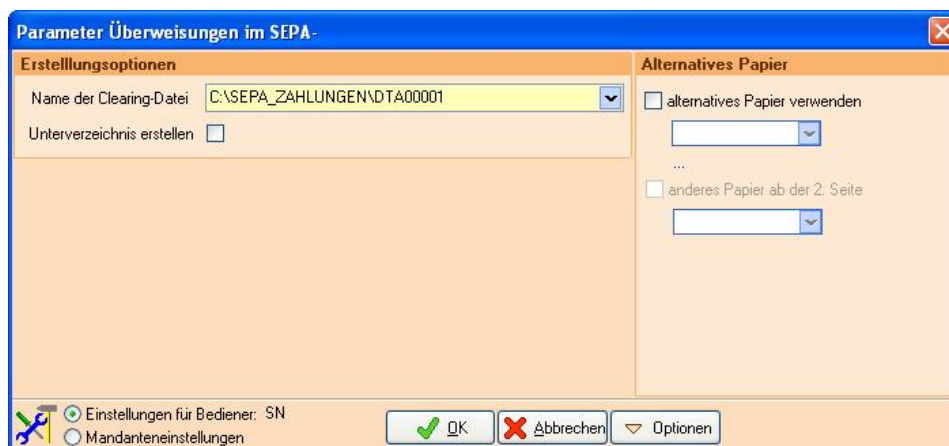 Parameter Überweisungen im SEPA-
Erstelllungsoptionen
Name der Clearing-Datei C:\SEPA_ZAHLUNGEN\DTA00001
Unterverzeichnis erstellen
Alternatives Papier
alternatives Papier verwenden
...
anderes Papier ab der 2. Seite
Einstellungen für Bediener: SN
Mandanteneinstellungen
OK Abbrechen Optionen